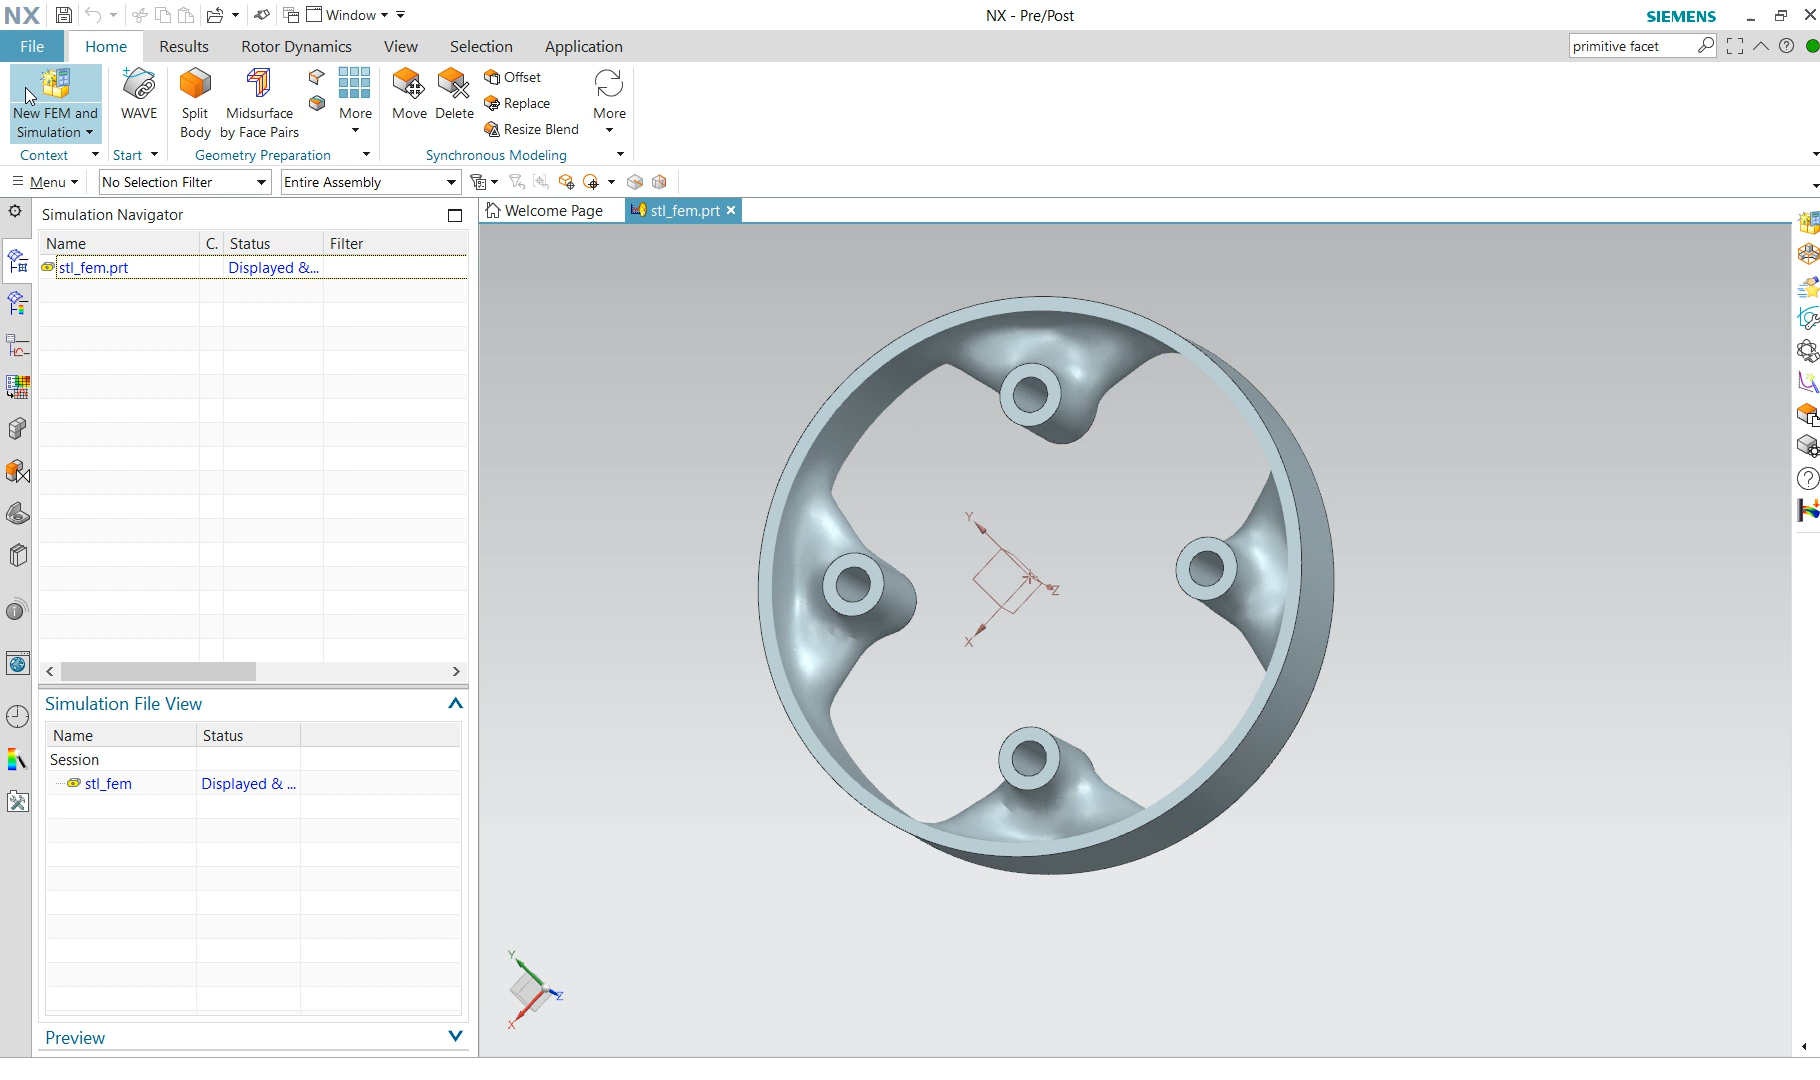 NX
Window
NX - Pre/Post
SIEMENS
File
Home
Results
Rotor Dynamics
View
Selection
Application
primitive facet
New FEM and
Simulation
WAVE
Split
Body
Midsurface
by Face Pairs
More
Move
Delete
Offset
Replace
Resize Blend
More
Context
Start
Geometry Preparation
Synchronous Modeling
Menu
No Selection Filter
Entire Assembly
Simulation Navigator
Welcome Page
stl_fem.prt
Name
C.
Status
Filter
stl_fem.prt
Displayed &...
Y
Z
X
Simulation File View
Name
Status
Session
stl_fem
Displayed & ...
Y
Z
X
Preview